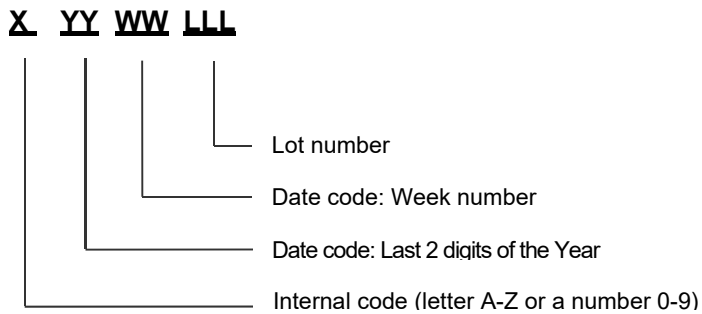 X YY WW LLL
Lot number
Date code: Week number
Date code: Last 2 digits of the Year
Internal code (letter A-Z or a number 0-9)